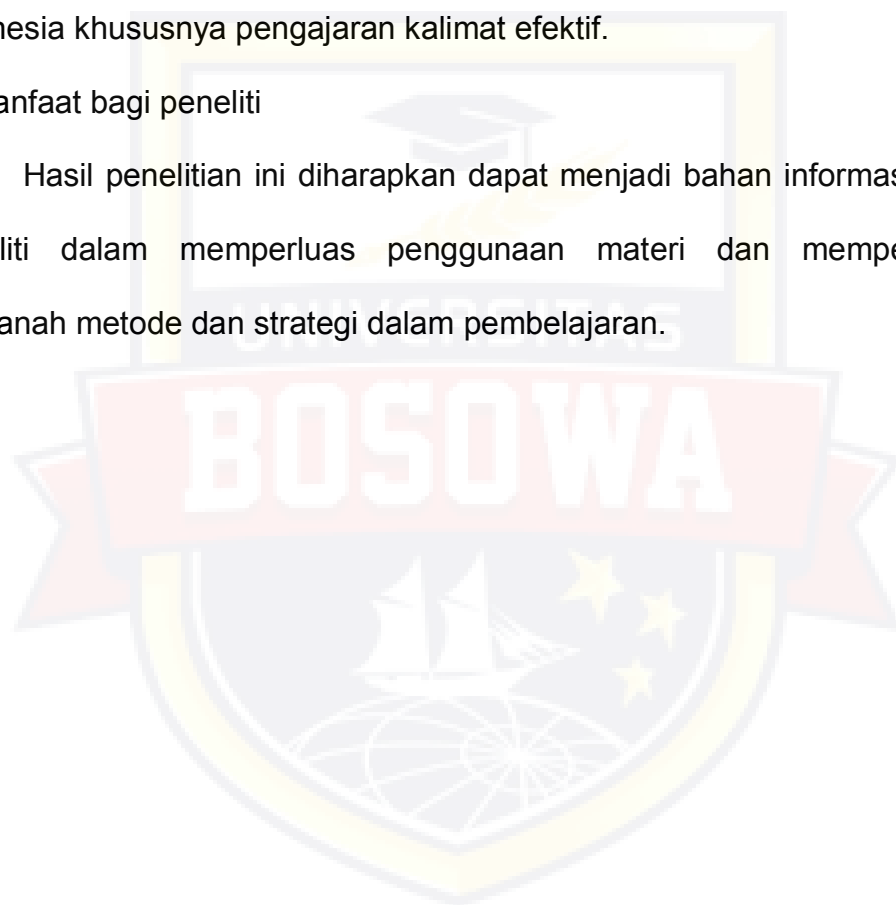 nesia khususnya pengajaran kalimat efektif.
anfaat bagi peneliti
Hasil penelitian ini diharapkan dapat menjadi bahan informas
liti dalam memperluas penggunaan materi dan mempe
anah metode dan strategi dalam pembelajaran.
UNIVERSITAS
BOSOWA